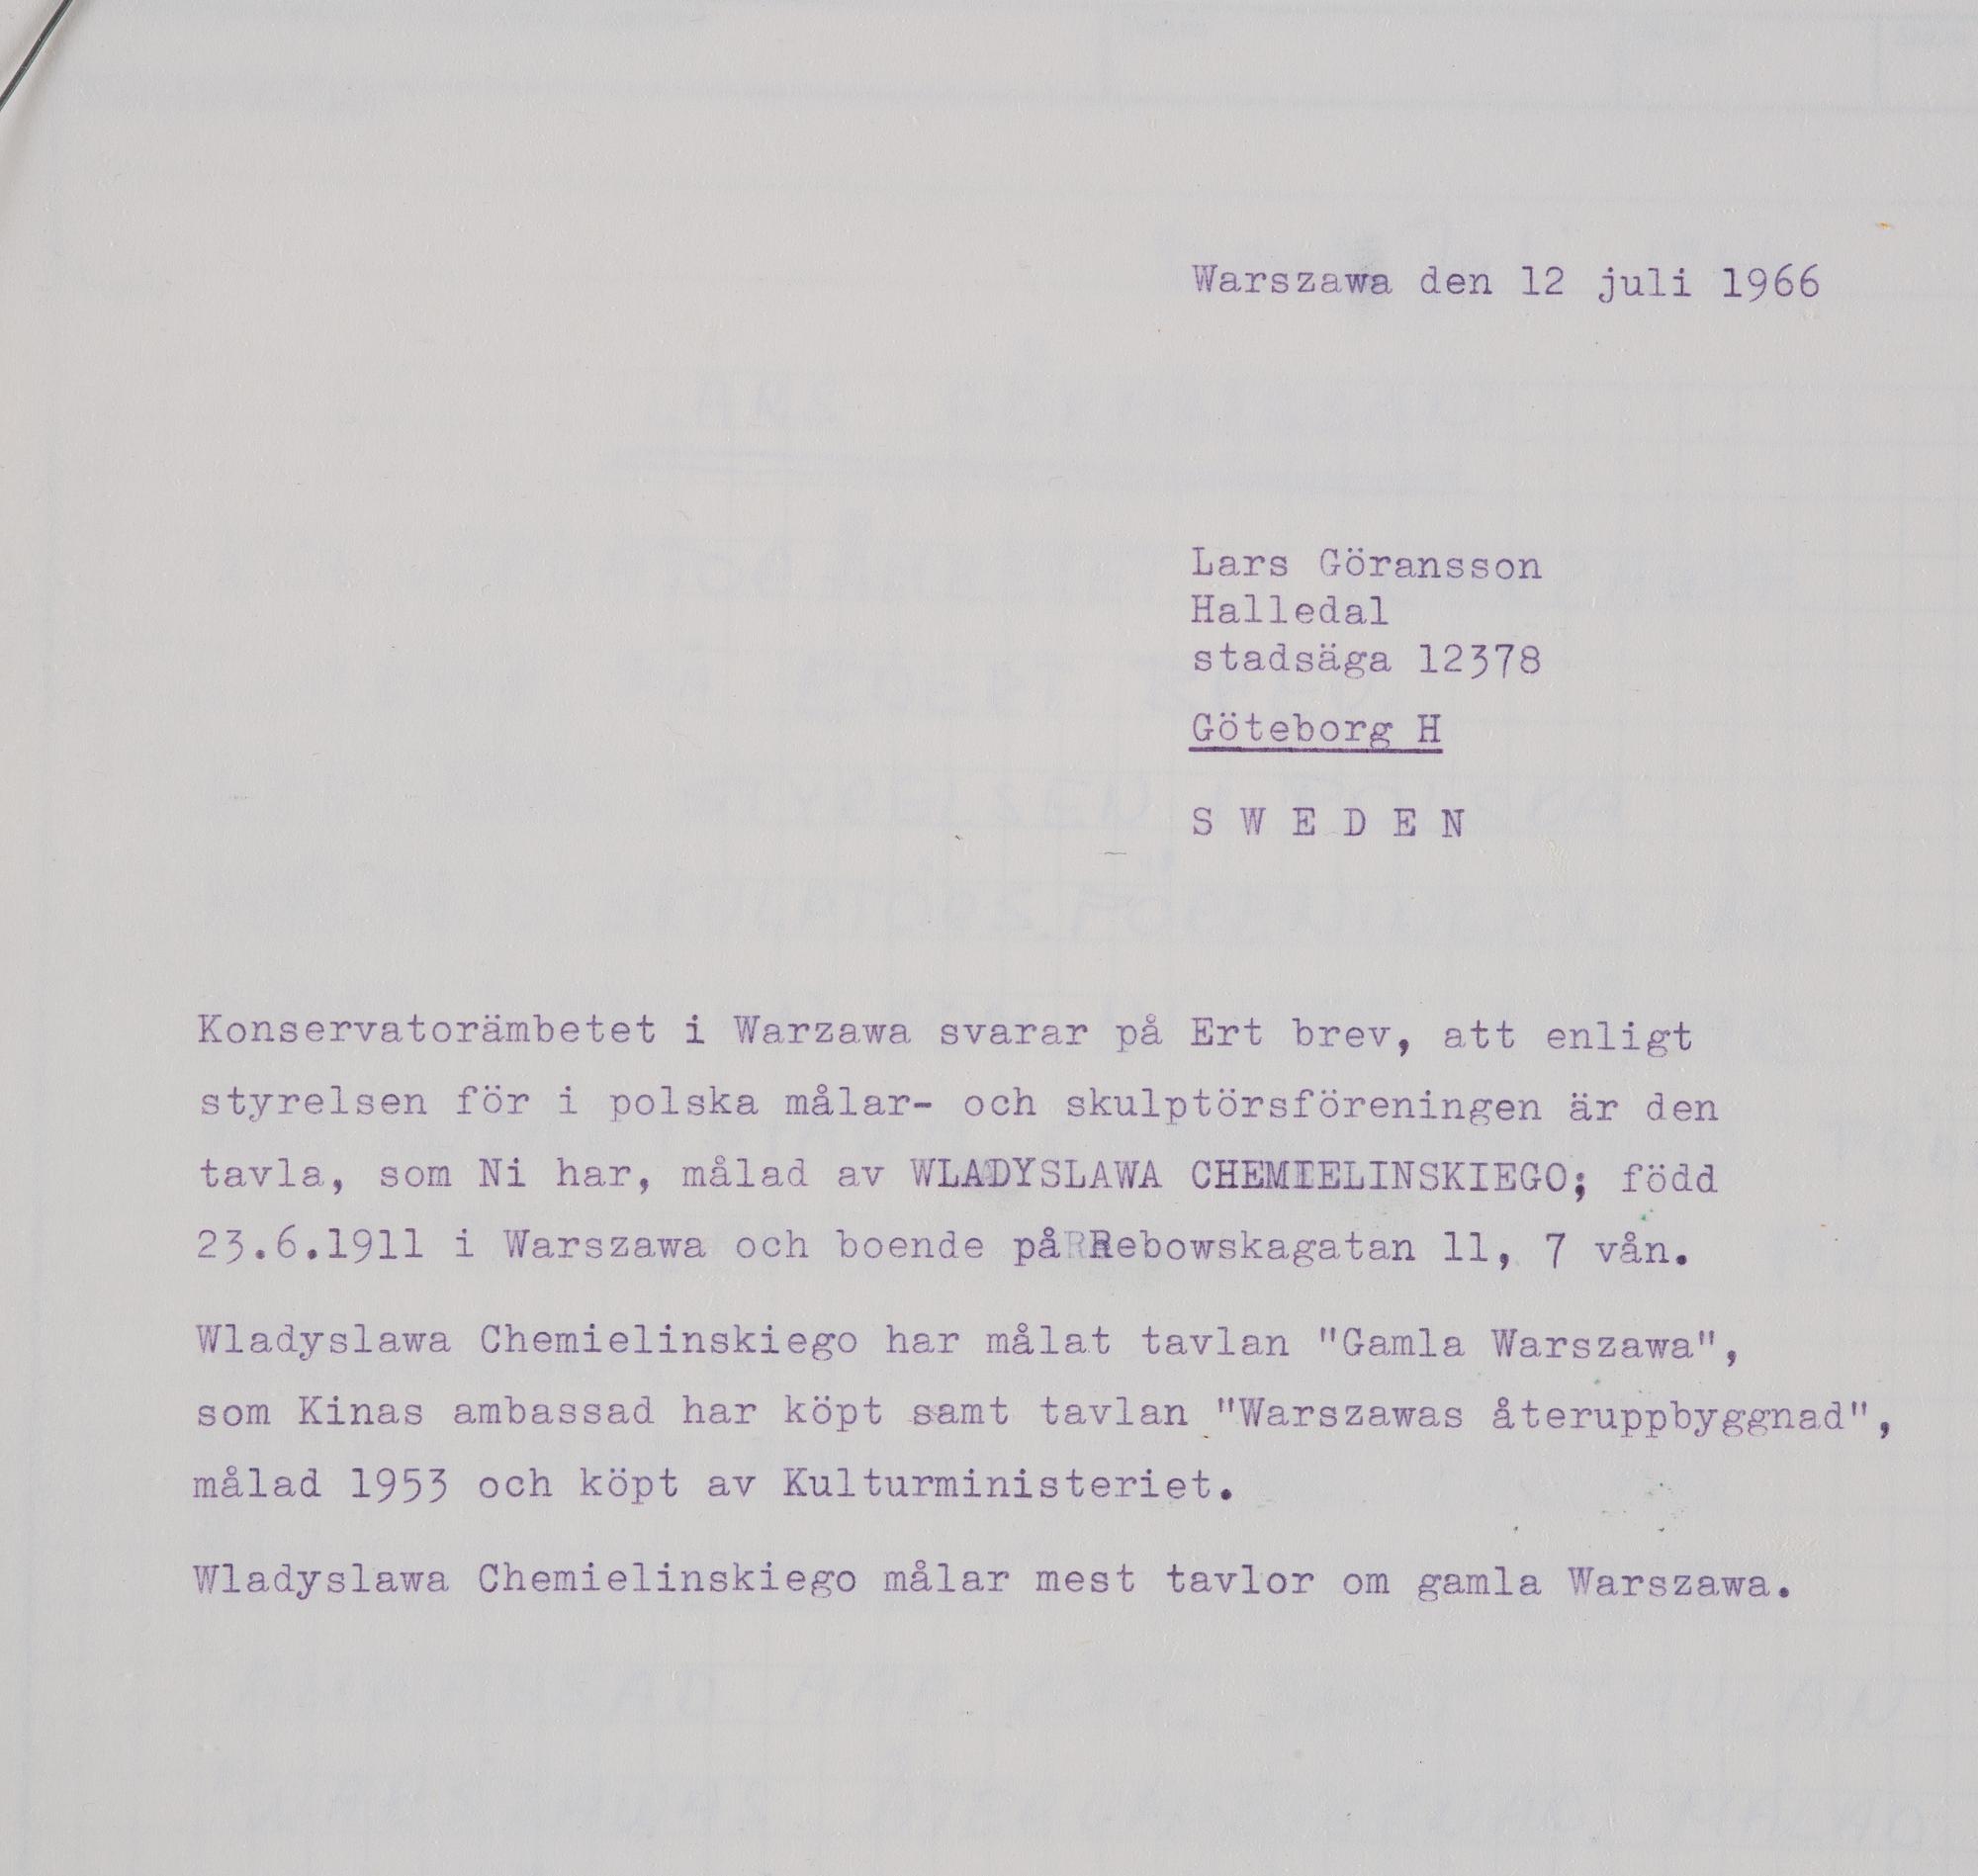 Warszawa den 12 juli 1966
Lars Göransson
Halledal
stadsäga 12378
Göteborg H
S W E D E N
Konservatorämbetet i Warzawa svarar på Ert brev, att enligt
styrelsen för i polska målar- och skulptörsföreningen är den
tavla, som Ni har, målad av WLADYSLAWA CHEMIELINSKIEGO; född
23.6.1911 i Warszawa och boende på Rebowskagatan 11, 7 vån.
Wladyslawa Chemielinskiego har målat tavlan "Gamla Warszawa",
som Kinas ambassad har köpt samt tavlan "Warszawas återuppbyggnad",
målad 1953 och köpt av Kulturministeriet.
Wladyslawa Chemielinskiego målar mest tavlor om gamla Warszawa.